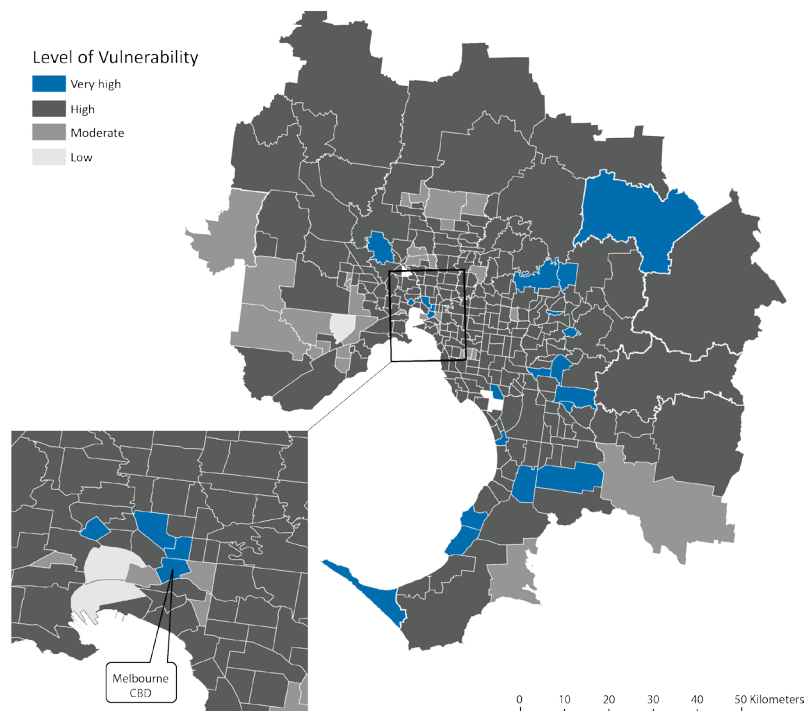 Level of Vulnerability
Very high
High
Moderate
Low
Melbourne
CBD
0 10 20 30 40 50 Kilometers